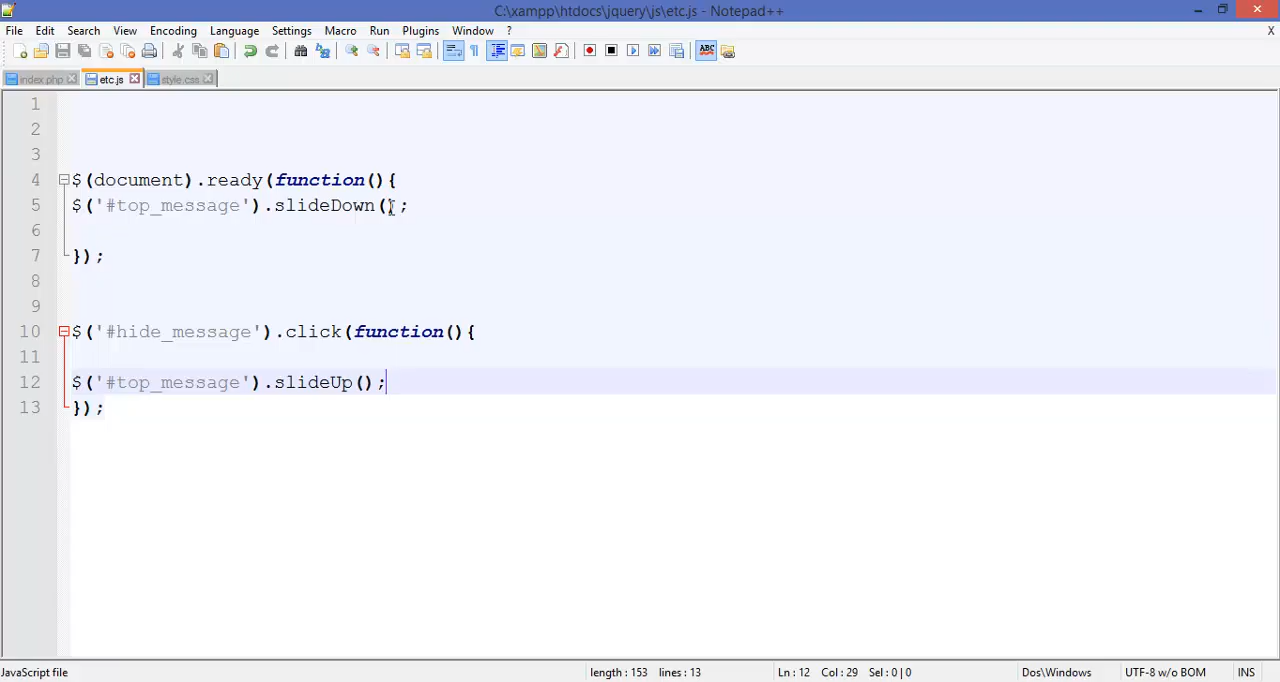 C:\xampp\htdocs\jquery\js\etc.js - Notepad++
File Edit Search View Encoding Language Settings Macro Run Plugins Window ? X
ABC
index.php etc.js style.css
1
2
3
4 $(document).ready(function(){
5 $('#top_message').slideDown();
6
7 });
8
9
10 $('#hide_message').click(function(){
11
12 $('#top_message').slideUp();
13 });
JavaScript file length : 153 lines : 13 Ln : 12 Col : 29 Sel : 0 | 0 Dos\Windows UTF-8 w/o BOM INS